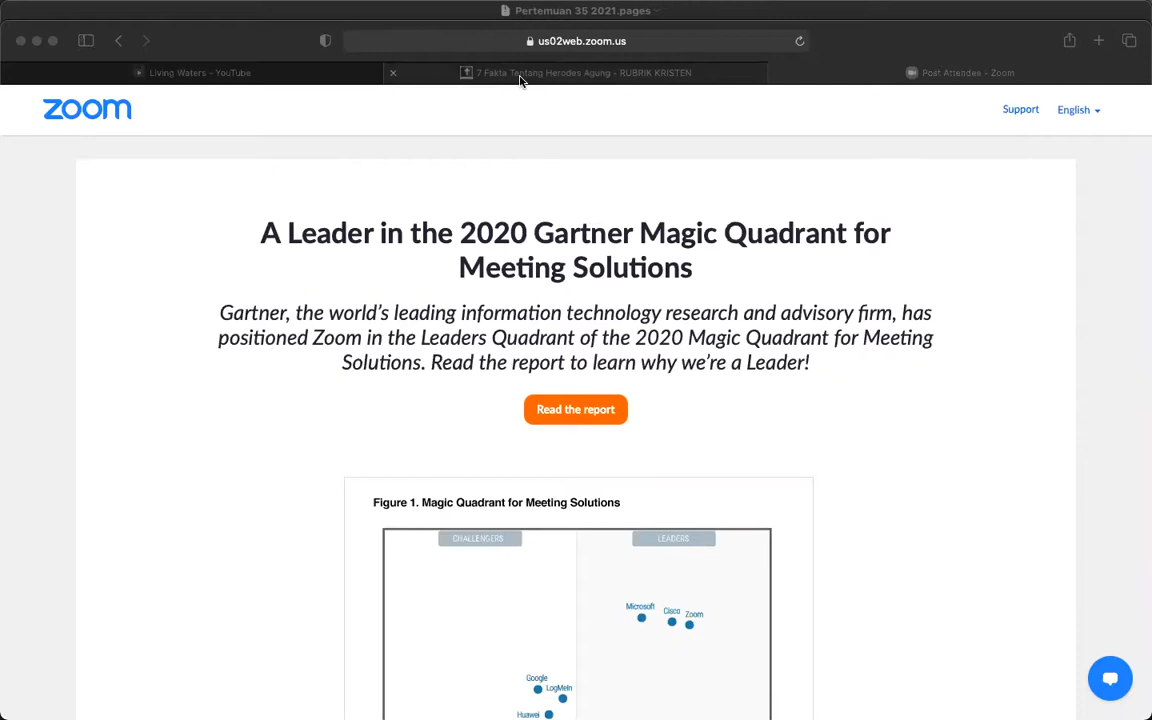 Pertemuan 35 2021.pages
us02web.zoom.us
Living Waters - YouTube
7 Fakta Tentang Herodes Agung - RUBRIK KRISTEN
Post Attendee - Zoom
zoom
Support
English
A Leader in the 2020 Gartner Magic Quadrant for
Meeting Solutions
Gartner, the world's leading information technology research and advisory firm, has
positioned Zoom in the Leaders Quadrant of the 2020 Magic Quadrant for Meeting
Solutions. Read the report to learn why we're a Leader!
Read the report
Figure 1. Magic Quadrant for Meeting Solutions
CHALLENGERS
LEADERS
Microsoft
Cisco
Zoom
Google
LogMeIn
Huawei